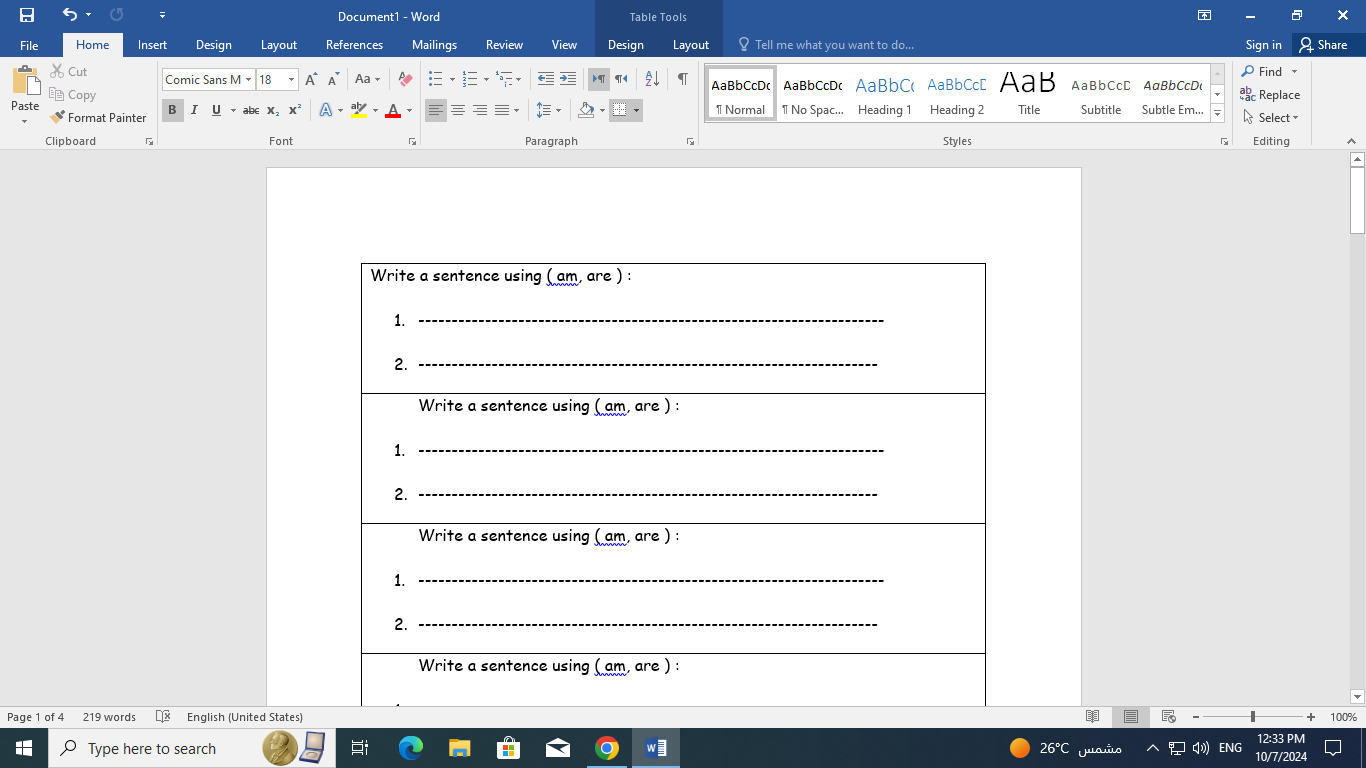 Document1 - Word
Table Tools
File Home Insert Design Layout References Mailings Review View Design Layout Tell me what you want to do... Sign in Share
Paste
Cut
Copy
Format Painter
Clipboard
Comic Sans M 18
Font
Paragraph
AaBbCcDc AaBbCcDc AaBbCc AaBbCcD AaB AaBbCcD AaBbCcDc
¶ Normal ¶ No Spac... Heading 1 Heading 2 Title Subtitle Subtle Em...
Styles
Find
Replace
Select
Editing
Write a sentence using ( am, are ) :
1. ----------------------------------------------------------------------
2. ---------------------------------------------------------------------
Write a sentence using ( am, are ) :
1. ----------------------------------------------------------------------
2. ---------------------------------------------------------------------
Write a sentence using ( am, are ) :
1. ----------------------------------------------------------------------
2. ---------------------------------------------------------------------
Write a sentence using ( am, are ) :
Page 1 of 4 219 words English (United States) 100%
Type here to search
26°C مشمس
ENG
12:33 PM
10/7/2024